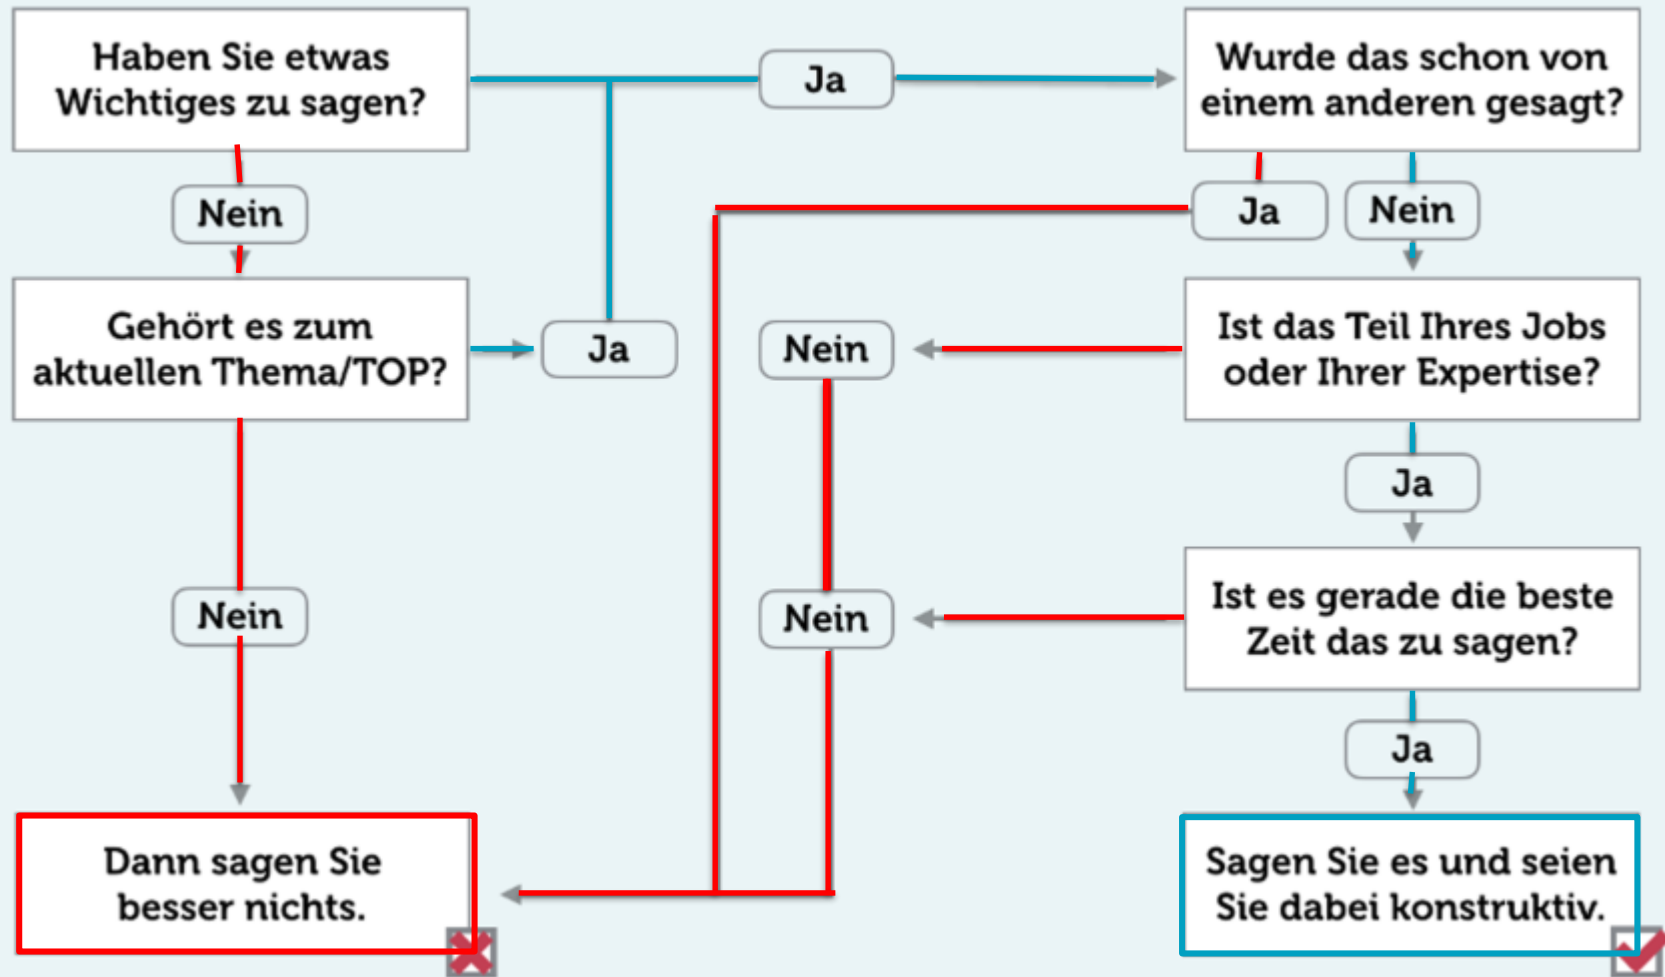 Haben Sie etwas
Wichtiges zu sagen?
Ja
Wurde das schon von
einem anderen gesagt?
Nein
Ja
Nein
Gehört es zum
aktuellen Thema/TOP?
Ja
Nein
Ist das Teil Ihres Jobs
oder Ihrer Expertise?
Ja
Nein
Nein
Ist es gerade die beste
Zeit das zu sagen?
Ja
Dann sagen Sie
besser nichts.
Sagen Sie es und seien
Sie dabei konstruktiv.